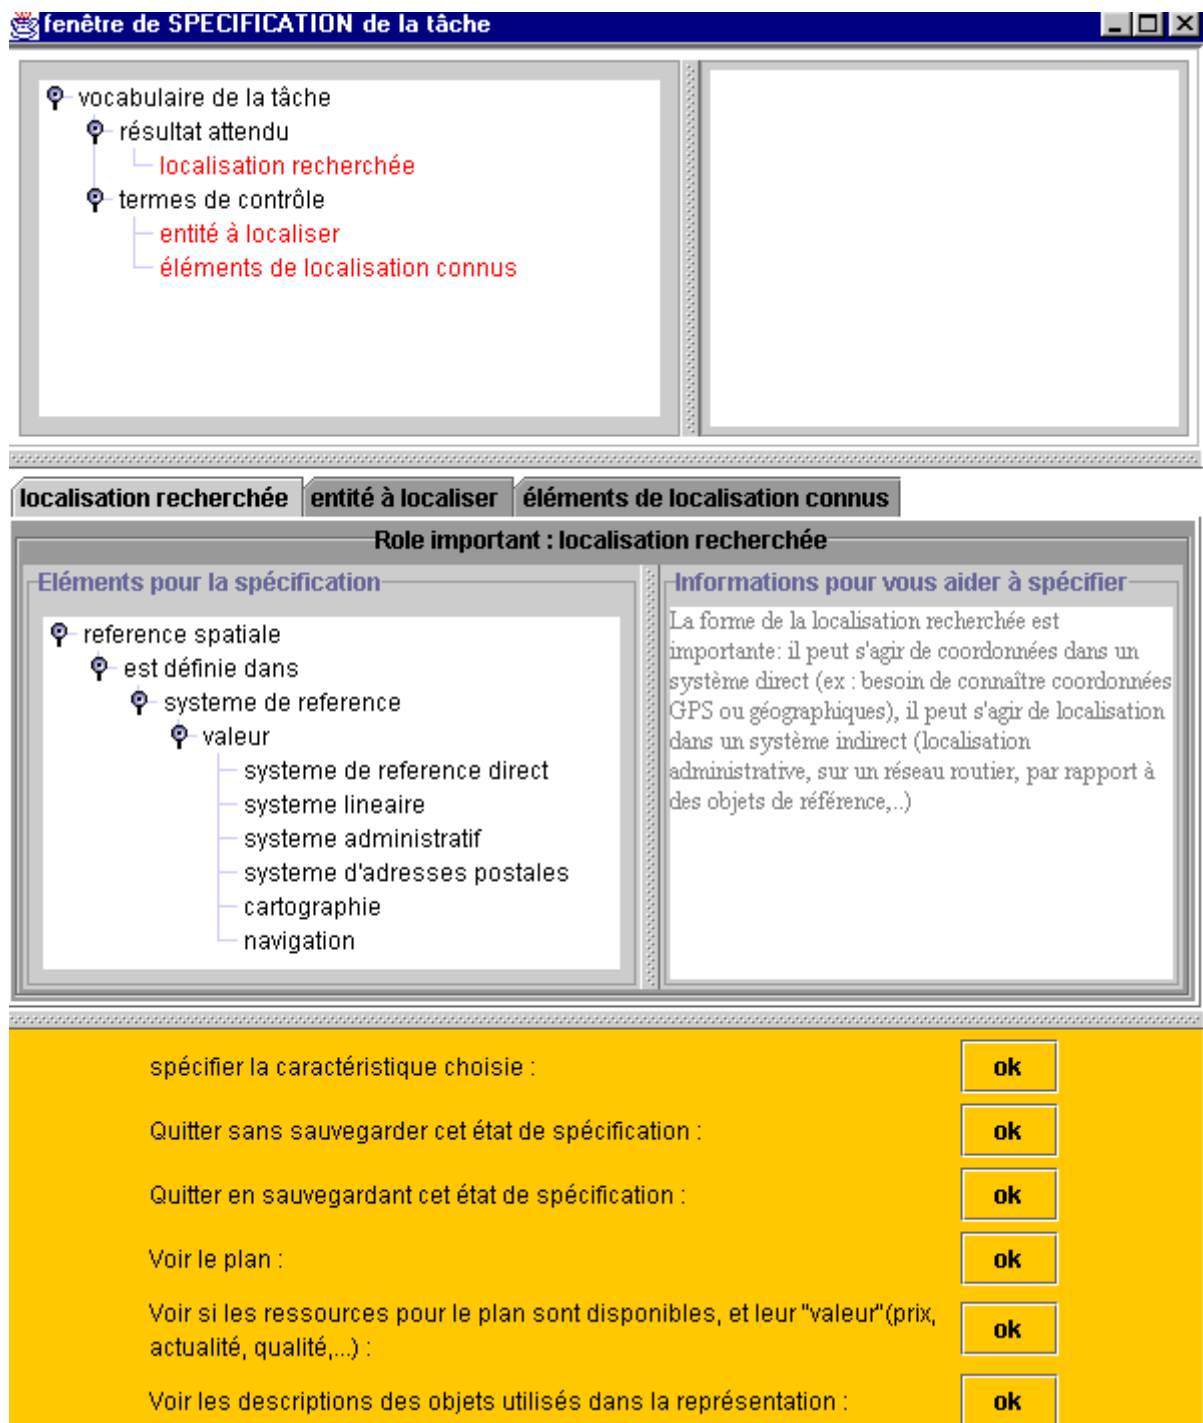 fenêtre de SPECIFICATION de la tâche
vocabulaire de la tâche
résultat attendu
localisation recherchée
termes de contrôle
entité à localiser
éléments de localisation connus
localisation recherchée
entité à localiser
éléments de localisation connus
Role important : localisation recherchée
Eléments pour la spécification
reference spatiale
est définie dans
systeme de reference
valeur
systeme de reference direct
systeme lineaire
systeme administratif
systeme d'adresses postales
cartographie
navigation
Informations pour vous aider à spécifier
La forme de la localisation recherchée est
importante: il peut s'agir de coordonnées dans un
système direct (ex : besoin de connaître coordonnées
GPS ou géographiques), il peut s'agir de localisation
dans un système indirect (localisation
administrative, sur un réseau routier, par rapport à
des objets de référence,..)
spécifier la caractéristique choisie :
ok
Quitter sans sauvegarder cet état de spécification :
ok
Quitter en sauvegardant cet état de spécification :
ok
Voir le plan :
ok
Voir si les ressources pour le plan sont disponibles, et leur "valeur"(prix,
actualité, qualité,...) :
ok
Voir les descriptions des objets utilisés dans la représentation :
ok